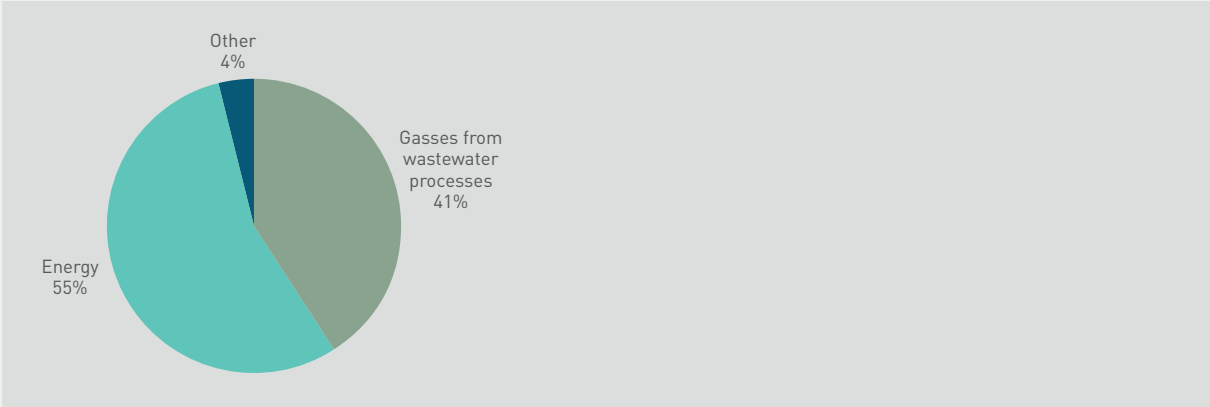 Other
4%
Gasses from
wastewater
processes
41%
Energy
55%